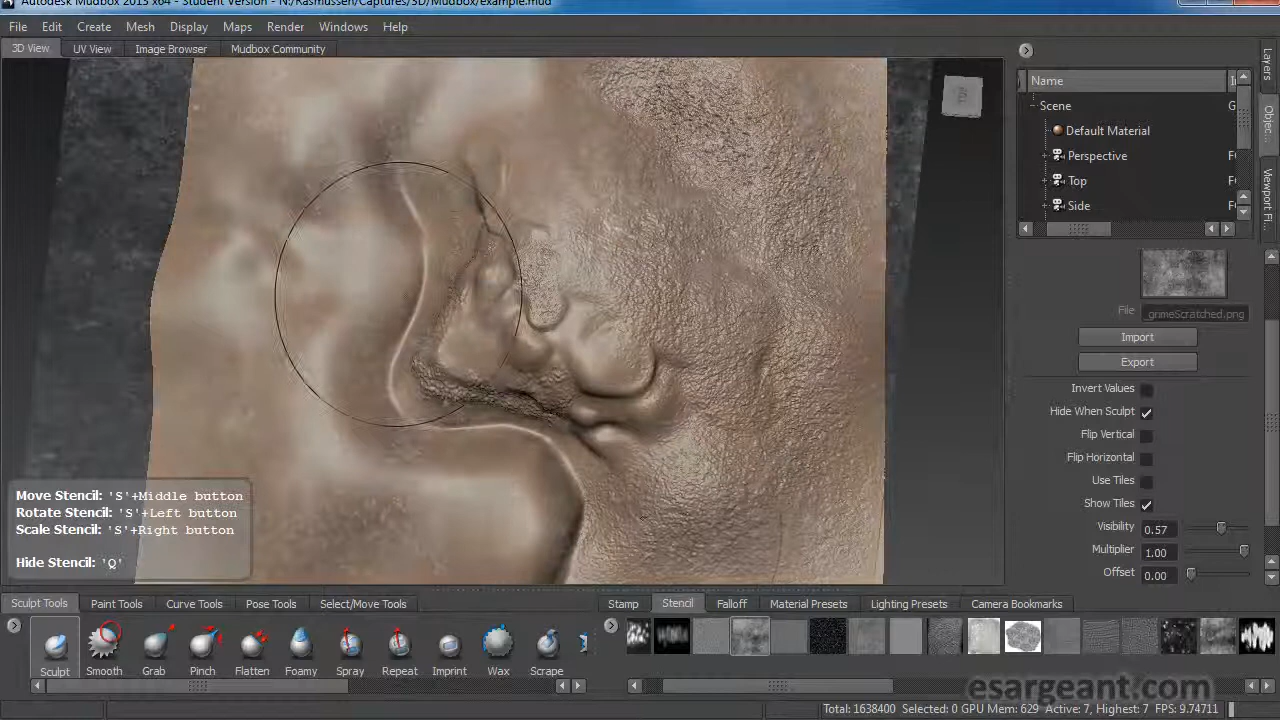 Autodesk Mudbox 2013 x64 - Student Version - N:/Rasmussen/Captures/3D/Mudbox/example.mud
File Edit Create Mesh Display Maps Render Windows Help
3D View UV View Image Browser Mudbox Community
Name
Scene G
Default Material
Perspective
Top
Side
Layers
Objec...
Viewport Fi...
File _grimeScratched.png
Import
Export
Invert Values
Hide When Sculpt
Flip Vertical
Flip Horizontal
Use Tiles
Show Tiles
Visibility 0.57
Multiplier 1.00
Offset 0.00
Move Stencil: 'S'+Middle button
Rotate Stencil: 'S'+Left button
Scale Stencil: 'S'+Right button
Hide Stencil: 'Q'
Sculpt Tools Paint Tools Curve Tools Pose Tools Select/Move Tools
Stamp Stencil Falloff Material Presets Lighting Presets Camera Bookmarks
Sculpt Smooth Grab Pinch Flatten Foamy Spray Repeat Imprint Wax Scrape
esargeant.com
Total: 1638400 Selected: 0 GPU Mem: 629 Active: 7, Highest: 7 FPS: 9.74711